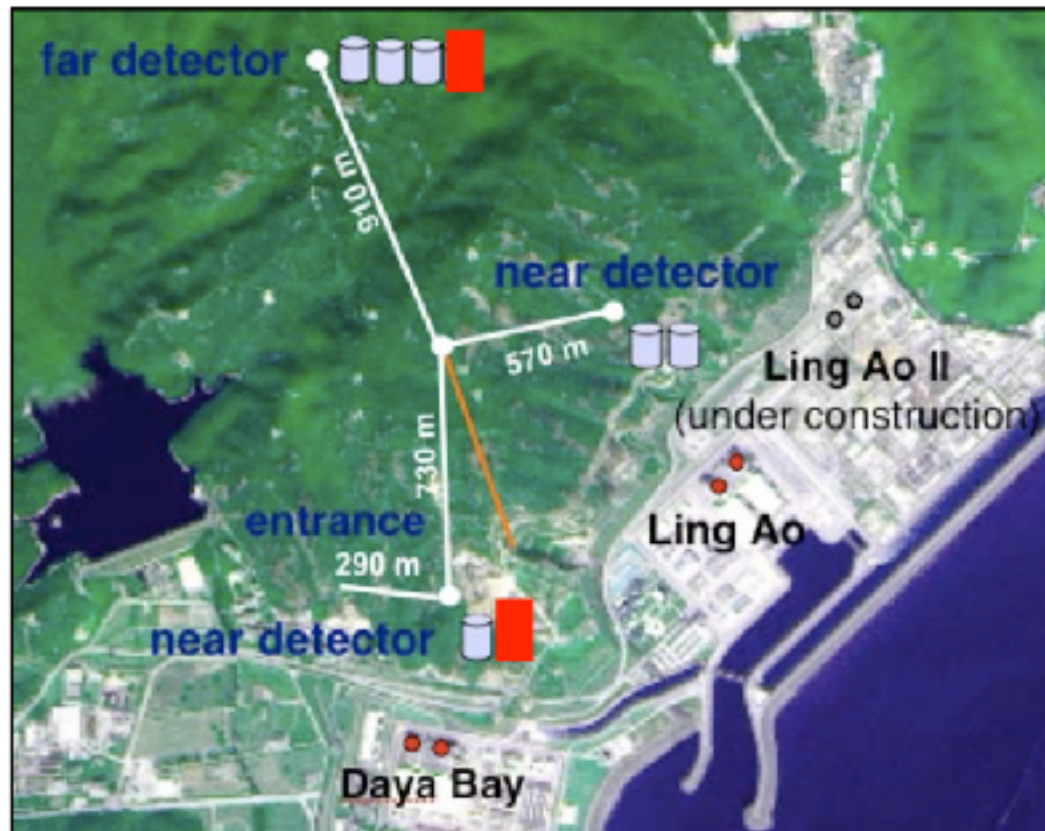 far detector
910 m
near detector
570 m
Ling Ao II
(under construction)
730 m
Ling Ao
entrance
290 m
near detector
Daya Bay